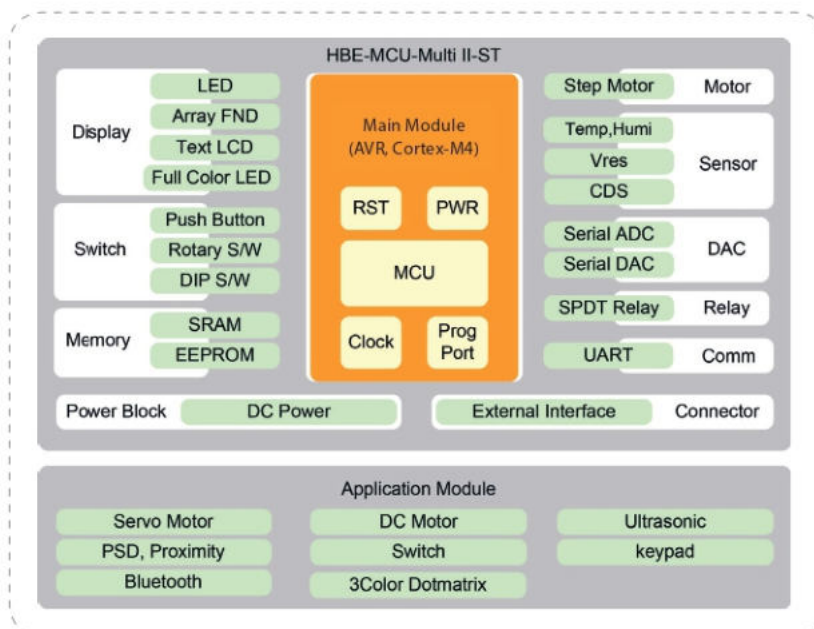 HBE-MCU-Multi II-ST
Display
LED
Array FND
Text LCD
Full Color LED
Switch
Push Button
Rotary S/W
DIP S/W
Memory
SRAM
EEPROM
Main Module
(AVR, Cortex-M4)
RST
PWR
MCU
Clock
Prog
Port
Step Motor
Motor
Temp,Humi
Vres
CDS
Sensor
Serial ADC
Serial DAC
DAC
SPDT Relay
Relay
UART
Comm
Power Block
DC Power
External Interface
Connector
Application Module
Servo Motor
DC Motor
Ultrasonic
PSD, Proximity
Switch
keypad
Bluetooth
3Color Dotmatrix